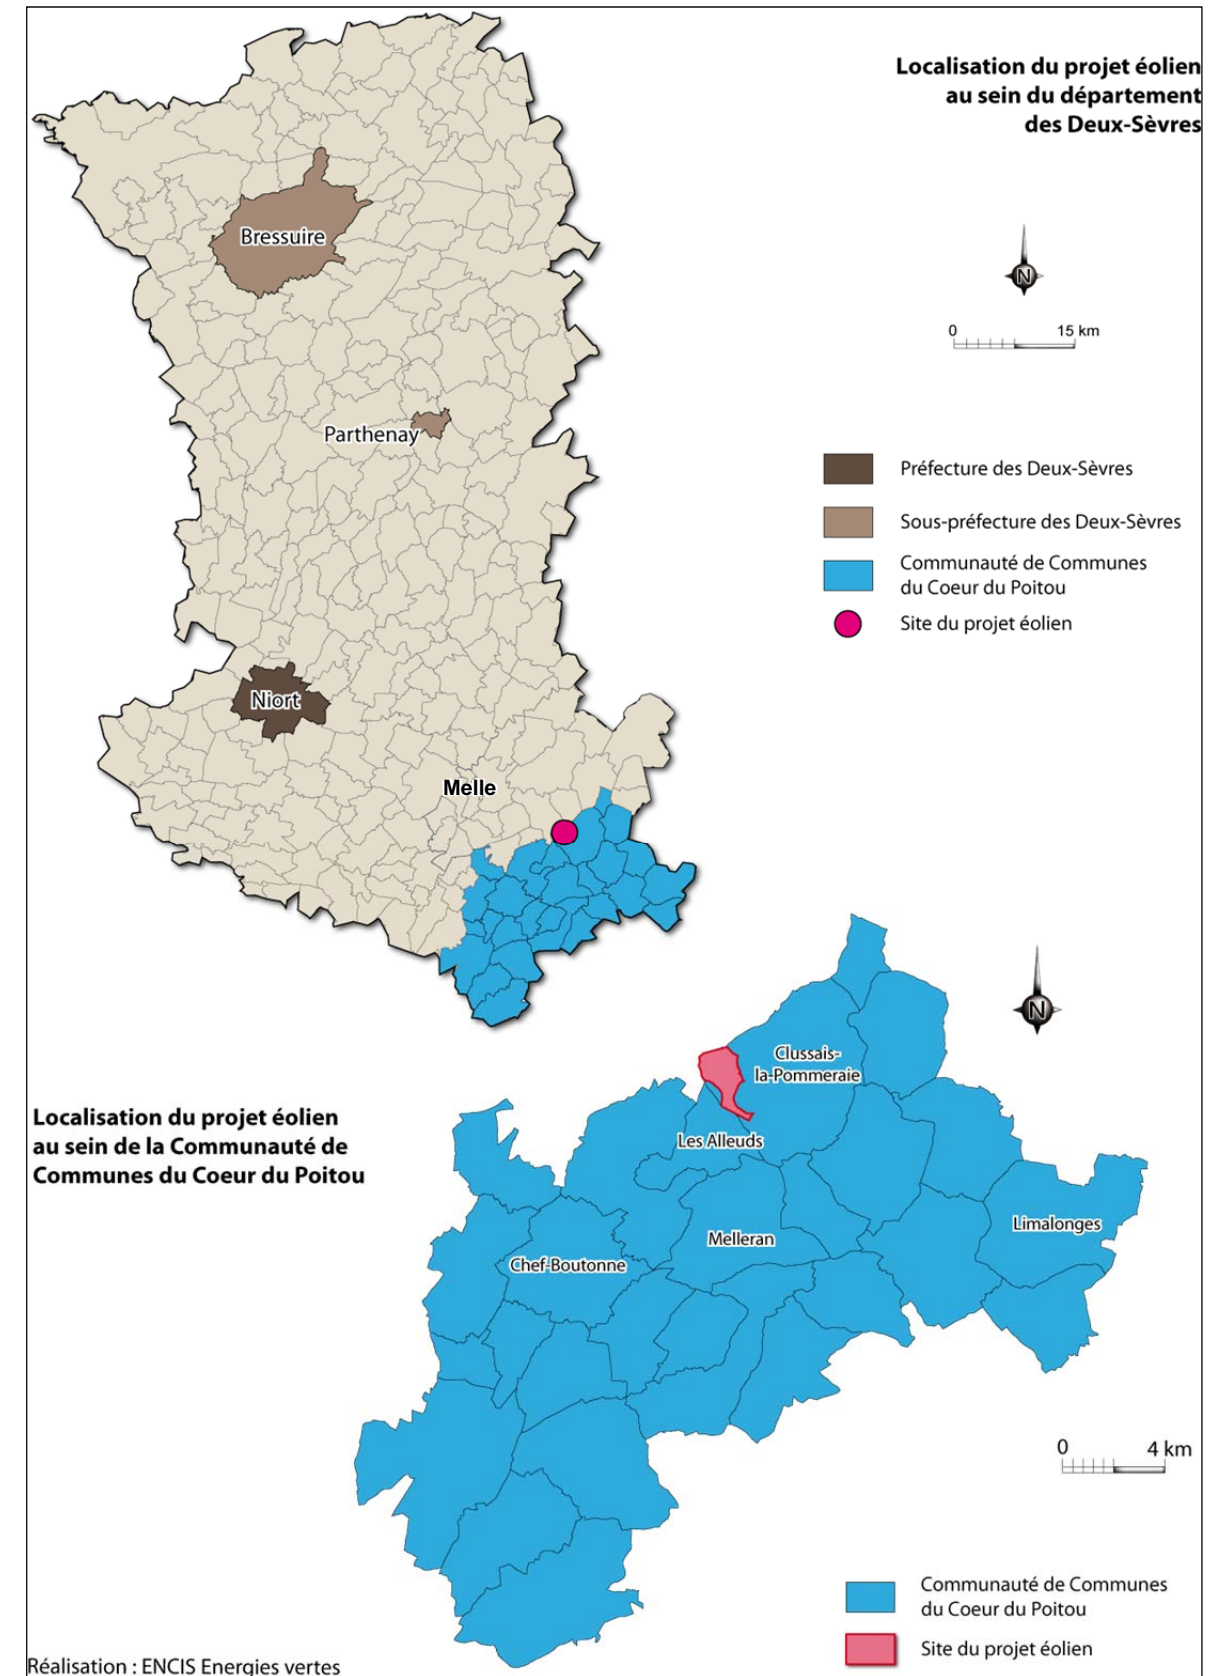 Localisation du projet éolien
au sein du département
des Deux-Sèvres
Bressuire
N
0 15 km
Parthenay
Préfecture des Deux-Sèvres
Sous-préfecture des Deux-Sèvres
Communauté de Communes
du Coeur du Poitou
Site du projet éolien
Niort
Melle
N
Clussais-
la-Pommeraie
Localisation du projet éolien
au sein de la Communauté de
Communes du Coeur du Poitou
Les Alleuds
Limalonges
Melleran
Chef-Boutonne
0 4 km
Communauté de Communes
du Coeur du Poitou
Site du projet éolien
Réalisation : ENCIS Energies vertes